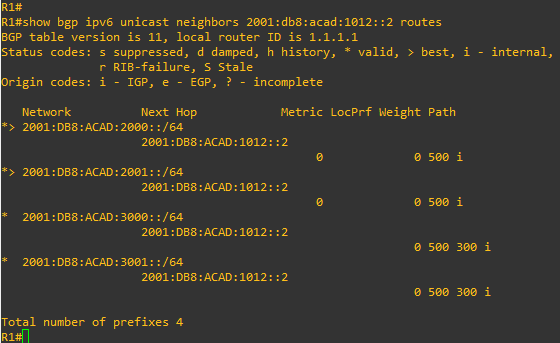 R1#
R1#show bgp ipv6 unicast neighbors 2001:db8:acad:1012::2 routes
BGP table version is 11, local router ID is 1.1.1.1
Status codes: s suppressed, d damped, h history, * valid, > best, i - internal,
              r RIB-failure, S Stale
Origin codes: i - IGP, e - EGP, ? - incomplete
   Network          Next Hop            Metric LocPrf Weight Path
*> 2001:DB8:ACAD:2000::/64
                    2001:DB8:ACAD:1012::2
                                             0             0 500 i
*> 2001:DB8:ACAD:2001::/64
                    2001:DB8:ACAD:1012::2
                                             0             0 500 i
*  2001:DB8:ACAD:3000::/64
                    2001:DB8:ACAD:1012::2
                                                           0 500 300 i
*  2001:DB8:ACAD:3001::/64
                    2001:DB8:ACAD:1012::2
                                                           0 500 300 i
Total number of prefixes 4
R1#